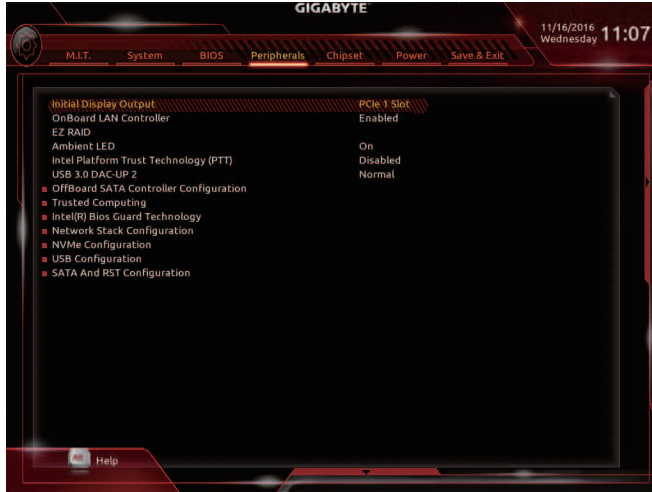 GIGABYTE™
11/16/2016 Wednesday 11:07
M.I.T. System BIOS Peripherals Chipset Power Save & Exit
Initial Display Output PCIe 1 Slot
OnBoard LAN Controller Enabled
EZ RAID
Ambient LED On
Intel Platform Trust Technology (PTT) Disabled
USB 3.0 DAC-UP 2 Normal
OffBoard SATA Controller Configuration
Trusted Computing
Intel(R) Bios Guard Technology
Network Stack Configuration
NVMe Configuration
USB Configuration
SATA And RST Configuration
Alt Help